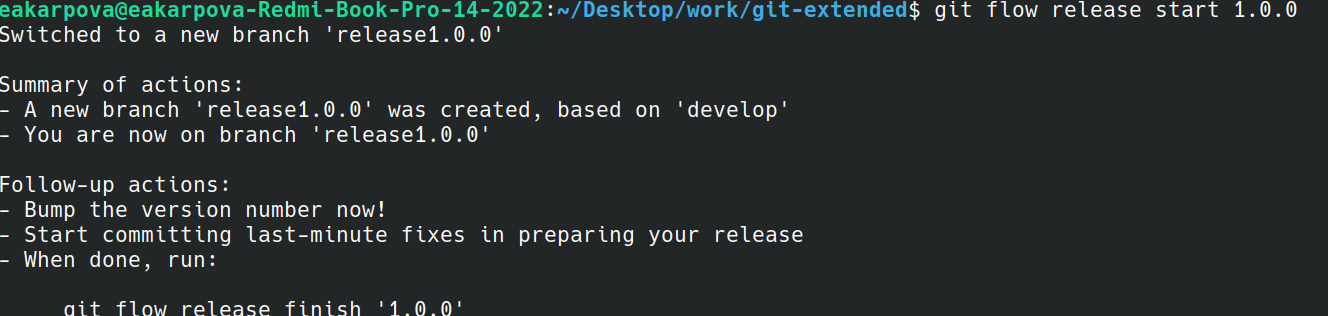 eakarpova@eakarpova-Redmi-Book-Pro-14-2022:~/Desktop/work/git-extended$ git flow release start 1.0.0
Switched to a new branch 'release1.0.0'
Summary of actions:
- A new branch 'release1.0.0' was created, based on 'develop'
- You are now on branch 'release1.0.0'
Follow-up actions:
- Bump the version number now!
- Start committing last-minute fixes in preparing your release
- When done, run:
git flow release finish '1.0.0'